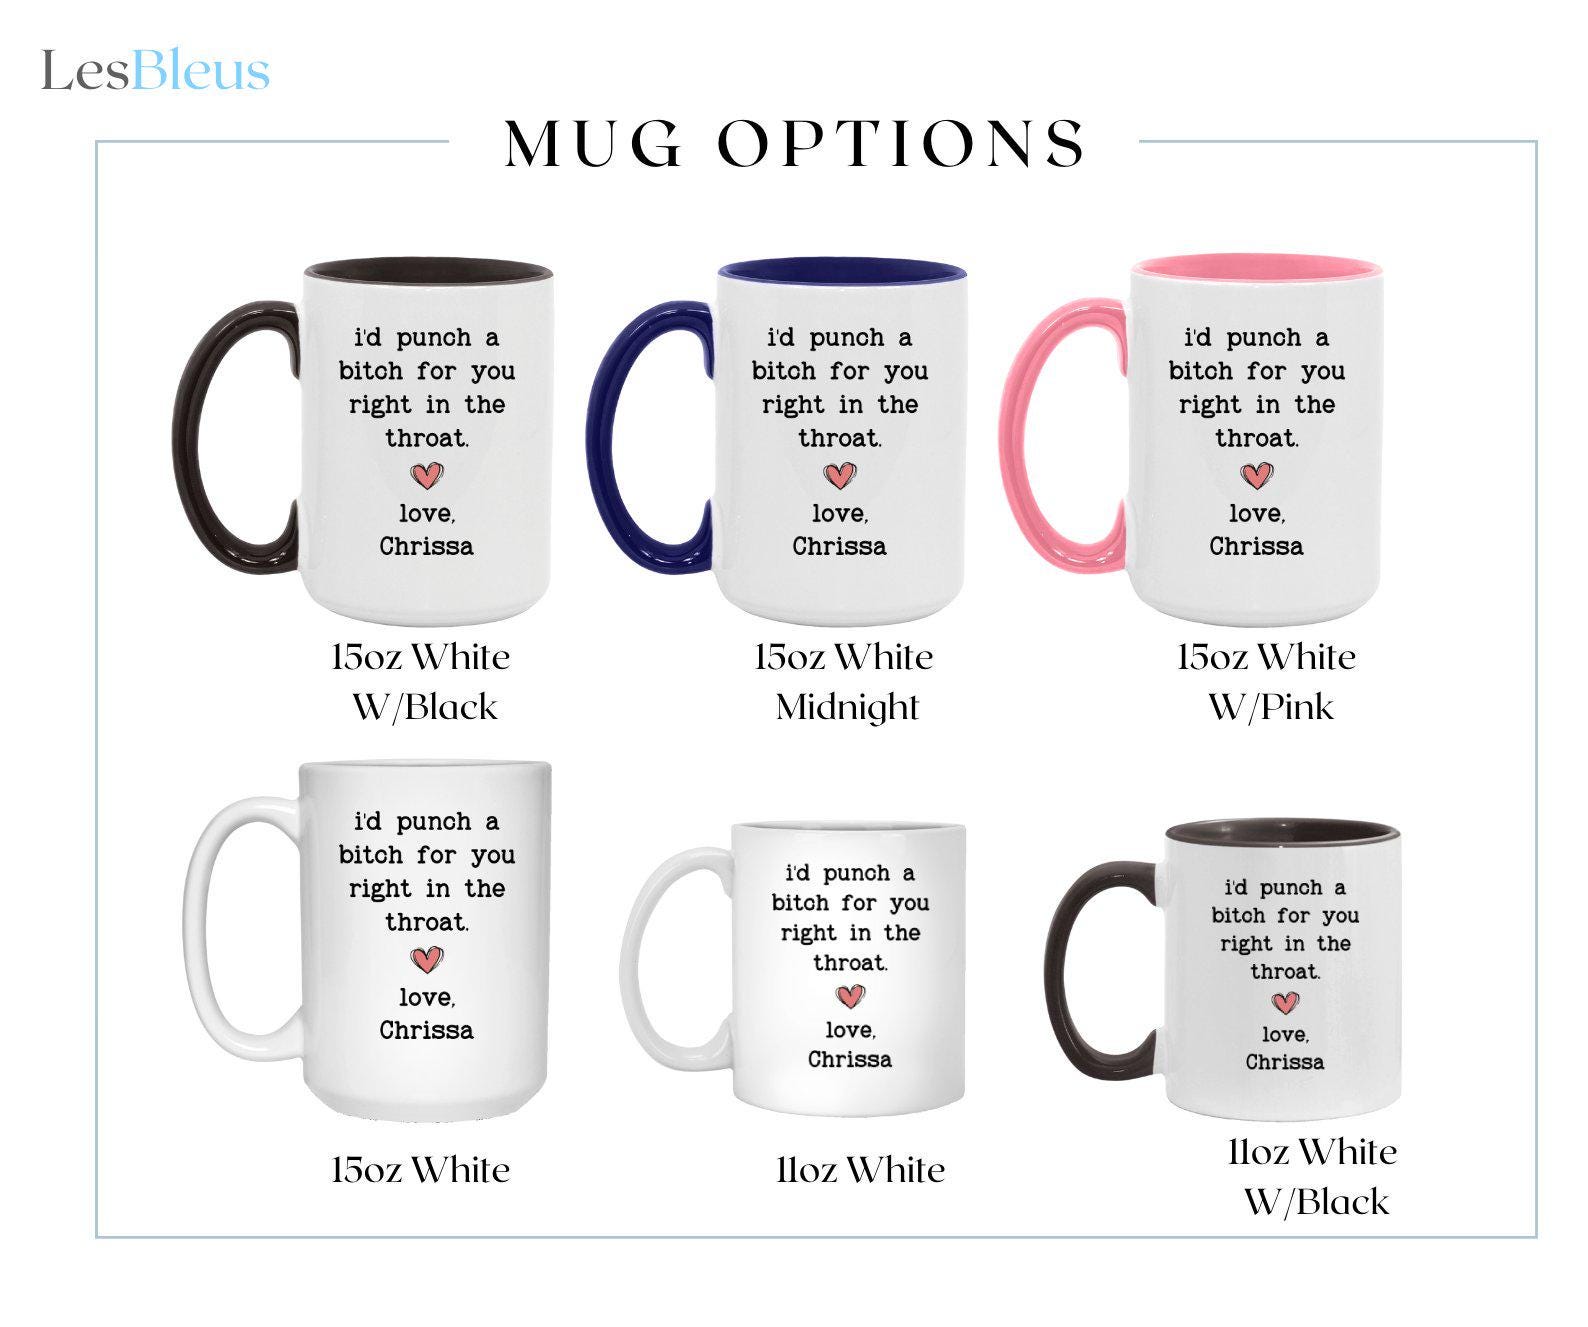 LesBleus
MUG OPTIONS
i'd punch a
bitch for you
right in the
throat.
love,
Chrissa
15oz White
W/Black
i'd punch a
bitch for you
right in the
throat.
love,
Chrissa
15oz White
Midnight
i'd punch a
bitch for you
right in the
throat.
love,
Chrissa
15oz White
W/Pink
i'd punch a
bitch for you
right in the
throat.
love,
Chrissa
15oz White
i'd punch a
bitch for you
right in the
throat.
love,
Chrissa
11oz White
i'd punch a
bitch for you
right in the
throat.
love,
Chrissa
11oz White
W/Black